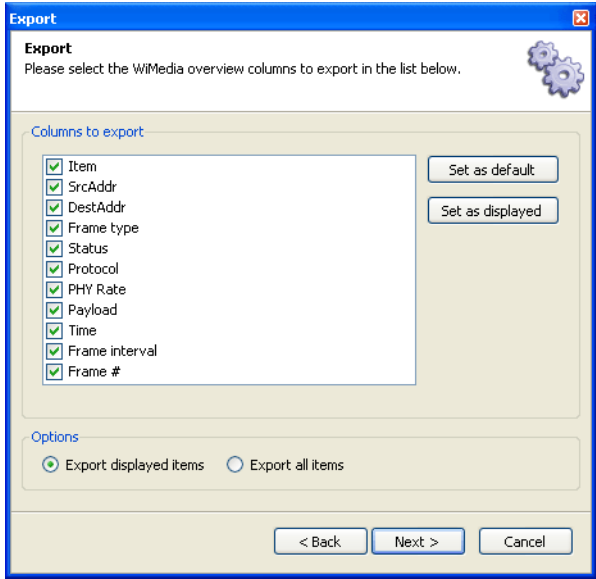 Export
Export
Please select the WiMedia overview columns to export in the list below.
Columns to export
Item
SrcAddr
DestAddr
Frame type
Status
Protocol
PHY Rate
Payload
Time
Frame interval
Frame #
Set as default
Set as displayed
Options
Export displayed items
Export all items
< Back
Next >
Cancel